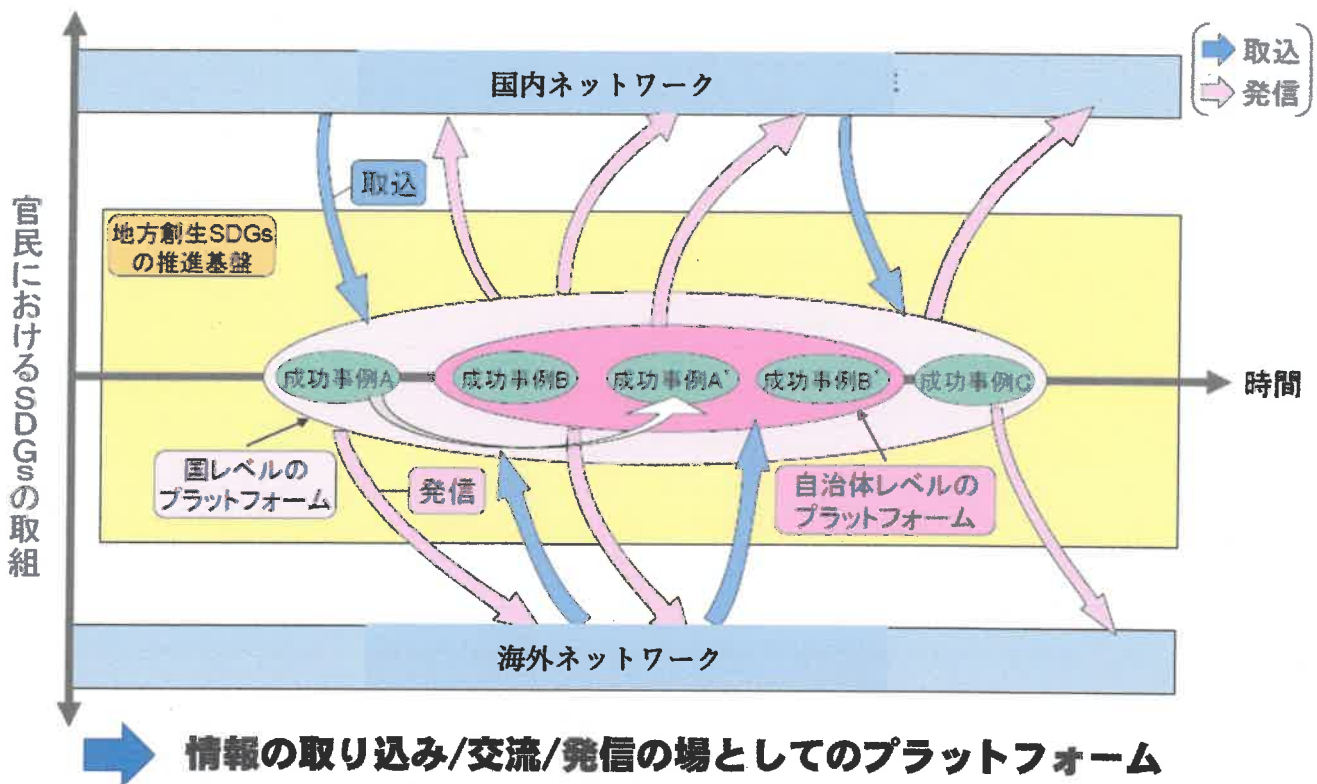 官民におけるSDGsの取組
国内ネットワーク
⋮
取込
発信
取込
地方創生SDGs
の推進基盤
成功事例A
成功事例B
成功事例A'
成功事例B'
成功事例C
時間
国レベルの
プラットフォーム
発信
自治体レベルの
プラットフォーム
海外ネットワーク
情報の取り込み/交流/発信の場としてのプラットフォーム